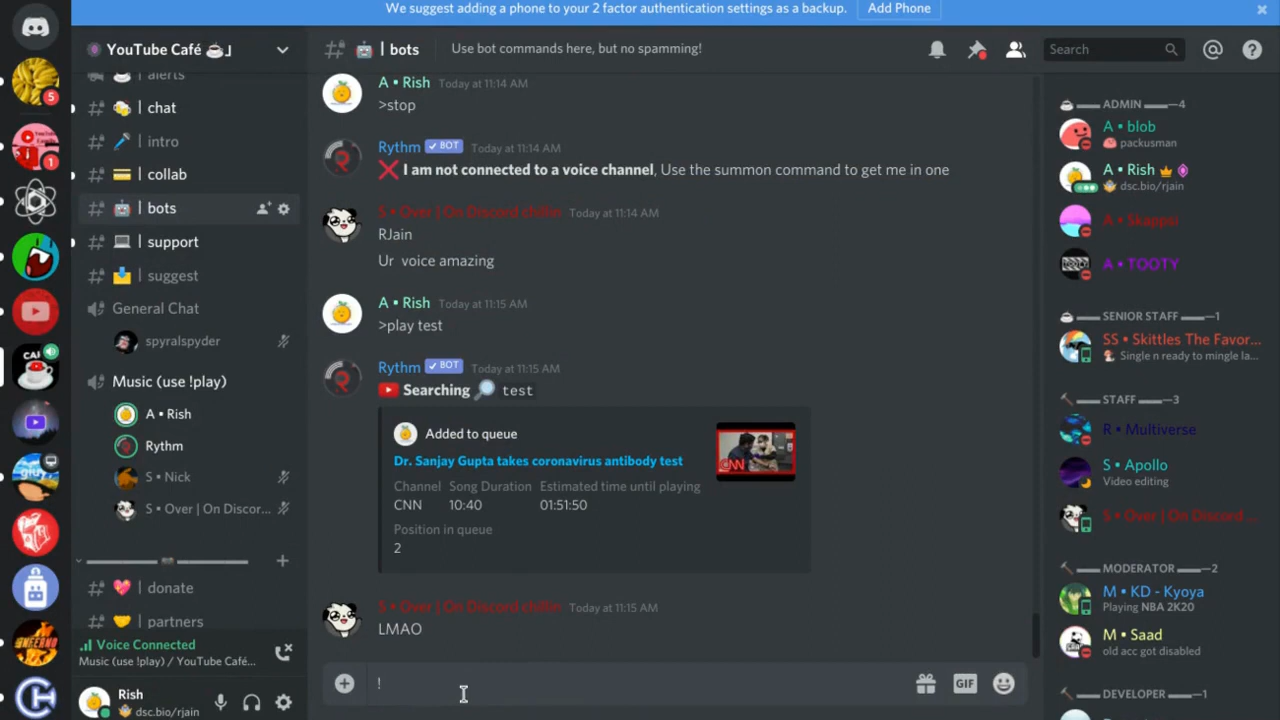 We suggest adding a phone to your 2 factor authentication settings as a backup.
Add Phone
YouTube Café ☕」
| bots
Use bot commands here, but no spamming!
Search
| alerts
| chat
| intro
| collab
| bots
| support
| suggest
General Chat
spyralspyder
Music (use !play)
A • Rish
Rythm
S • Nick
S • Over | On Discor...
| donate
| partners
Voice Connected
Music (use !play) / YouTube Café...
Rish
dsc.bio/rjain
5
1
A • Rish Today at 11:14 AM
>stop
Rythm ✓ BOT Today at 11:14 AM
❌ I am not connected to a voice channel, Use the summon command to get me in one
S • Over | On Discord chillin Today at 11:14 AM
RJain
Ur voice amazing
A • Rish Today at 11:15 AM
>play test
Rythm ✓ BOT Today at 11:15 AM
Searching 🔎 test
Added to queue
Dr. Sanjay Gupta takes coronavirus antibody test
Channel Song Duration Estimated time until playing
CNN 10:40 01:51:50
Position in queue
2
CNN
S • Over | On Discord chillin Today at 11:15 AM
LMAO
!
GIF
ADMIN —4
A • blob
packusman
A • Rish
dsc.bio/rjain
A • Skappsi
A • TOOTY
SENIOR STAFF —1
SS • Skittles The Favor...
Single n ready to mingle la...
STAFF —3
R • Multiverse
S • Apollo
Video editing
S • Over | On Discord ...
MODERATOR —2
M • KD - Kyoya
Playing NBA 2K20
M • Saad
old acc got disabled
DEVELOPER —1